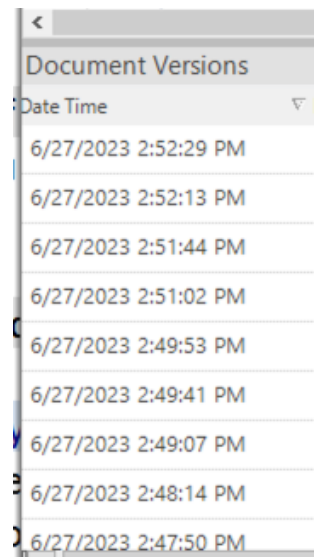 Document Versions
Date Time
6/27/2023 2:52:29 PM
6/27/2023 2:52:13 PM
6/27/2023 2:51:44 PM
6/27/2023 2:51:02 PM
6/27/2023 2:49:53 PM
6/27/2023 2:49:41 PM
6/27/2023 2:49:07 PM
6/27/2023 2:48:14 PM
6/27/2023 2:47:50 PM